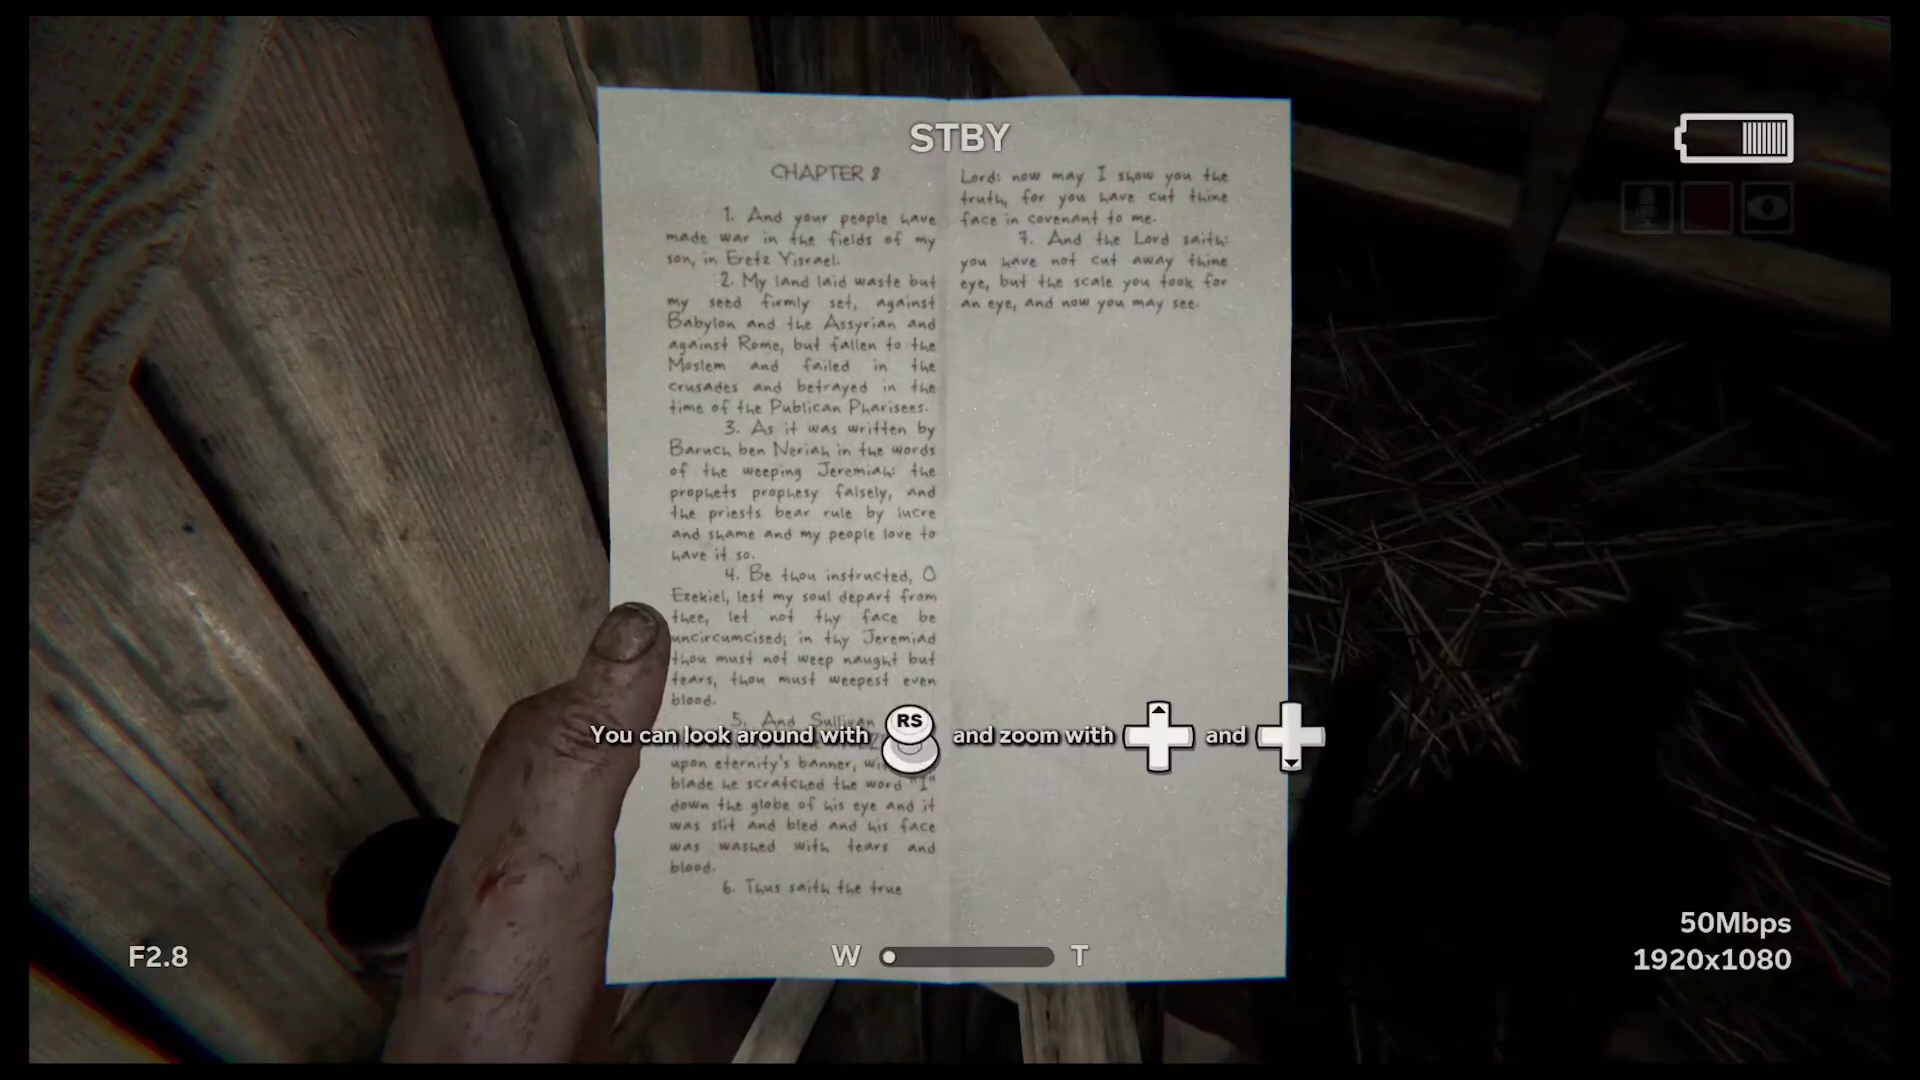 STBY
CHAPTER 8
1. And your people have
made war in the fields of my
son, in Eretz Yisrael.
2. My land laid waste but
my seed firmly set, against
Babylon and the Assyrian and
against Rome, but fallen to the
Moslem and failed in the
crusades and betrayed in the
time of the Publican Pharisees.
3. As it was written by
Baruch ben Neriah in the words
of the weeping Jeremiah: the
prophets prophesy falsely, and
the priests bear rule by lucre
and shame and my people love to
have it so.
4. Be thou instructed, O
Ezekiel, lest my soul depart from
thee, let not thy face be
uncircumcised; in thy Jeremiad
thou must not weep naught but
tears, thou must weepest even
blood.
5. And Sullivan
upon eternity's banner,
blade he scratched the word "I"
down the globe of his eye and it
was slit and bled and his face
was washed with tears and
blood.
6. Thus saith the true
Lord: now may I show you the
truth, for you have cut thine
face in covenant to me.
7. And the Lord saith:
you have not cut away thine
eye, but the scale you took for
an eye, and now you may see.
You can look around with RS and zoom with and
F2.8
W T
50Mbps
1920x1080